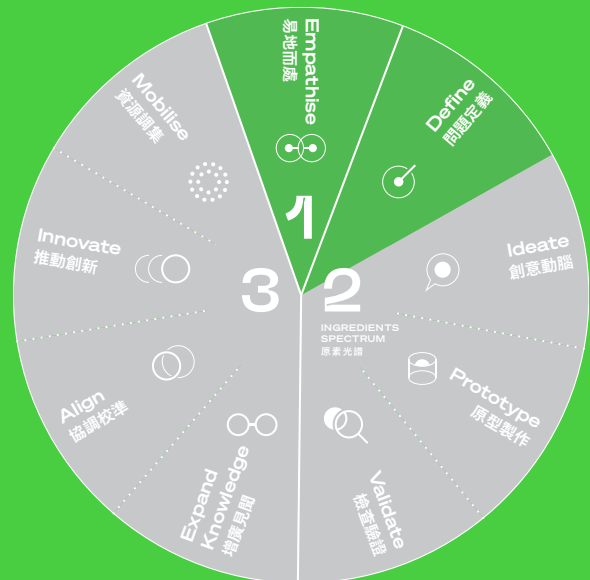 Empathise
易地而處
Define
問題定義
Ideate
創意動腦
Prototype
原型製作
Validate
檢查驗證
Expand
Knowledge
增廣見聞
Align
協調校準
Innovate
推動創新
Mobilise
資源調集
1
2
3
INGREDIENTS
SPECTRUM
原素光譜